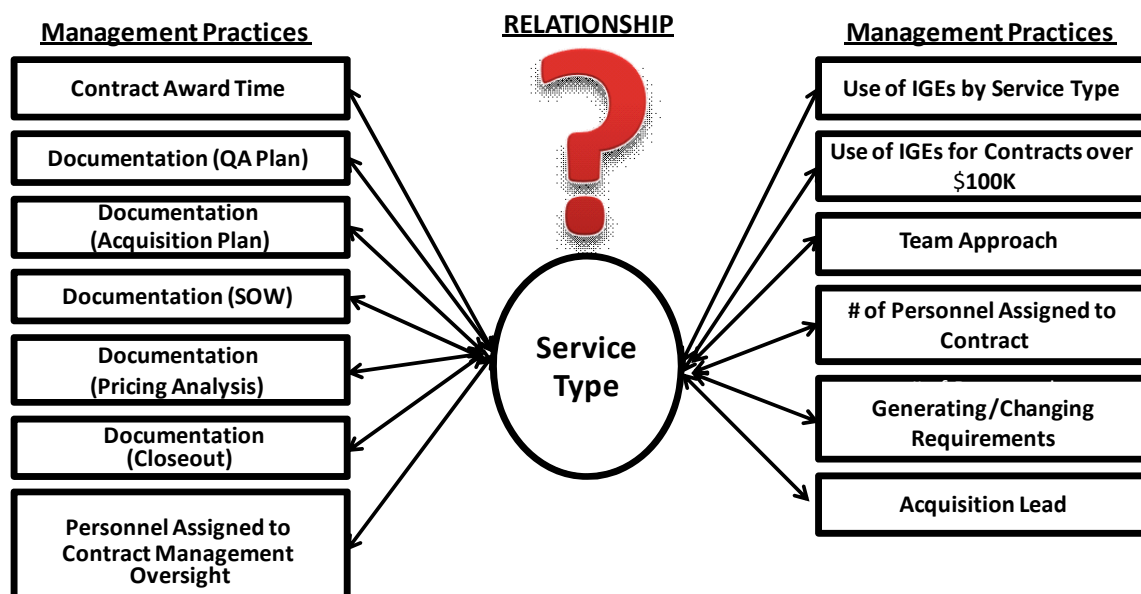 RELATIONSHIP
Management Practices
Contract Award Time
Documentation (QA Plan)
Documentation
(Acquisition Plan)
Documentation (SOW)
Documentation
(Pricing Analysis)
Documentation
(Closeout)
Personnel Assigned to
Contract Management
Oversight
Service
Type
Management Practices
Use of IGEs by Service Type
Use of IGEs for Contracts over
$100K
Team Approach
# of Personnel Assigned to
Contract
Generating/Changing
Requirements
Acquisition Lead